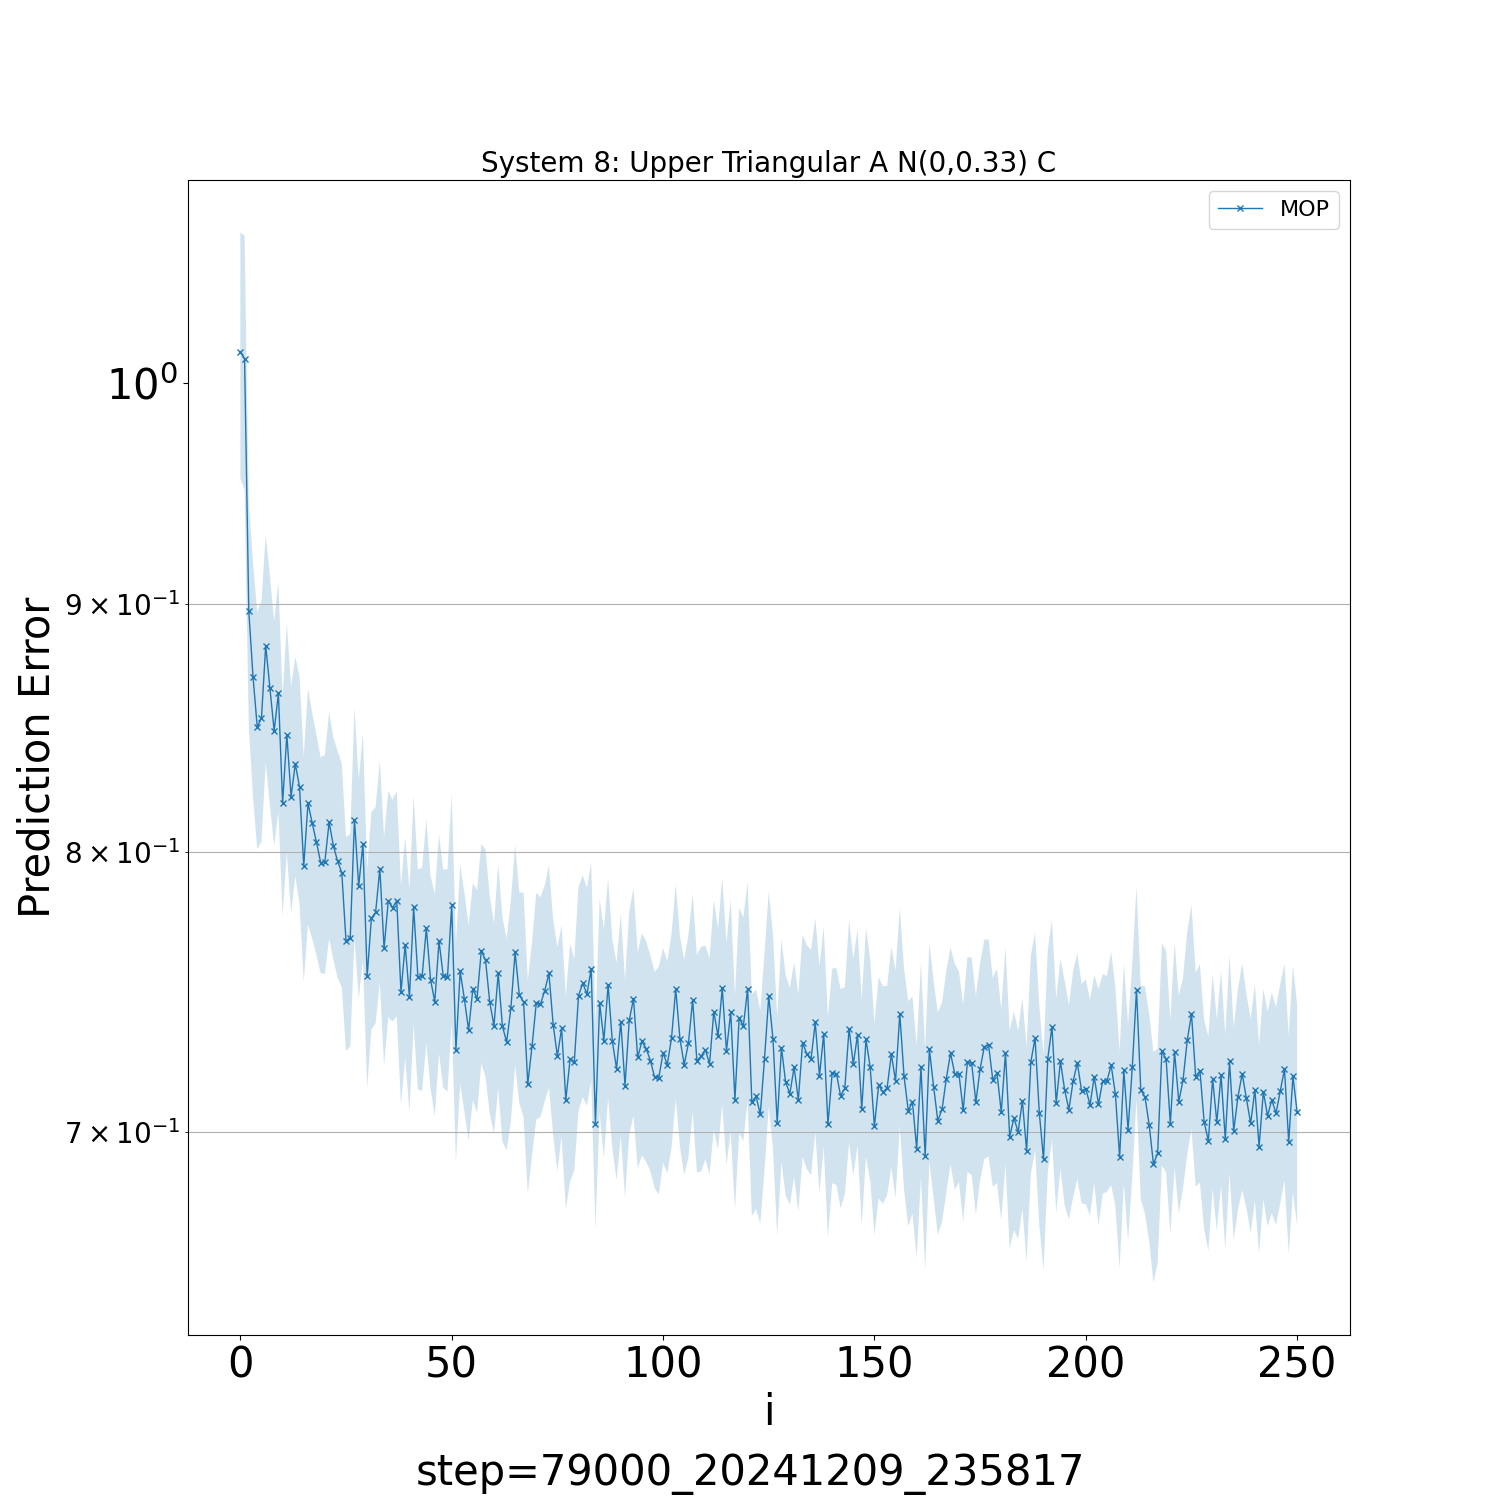 System 8: Upper Triangular A N(0,0.33) C
MOP
Prediction Error
10⁰
9 × 10⁻¹
8 × 10⁻¹
7 × 10⁻¹
0 50 100 150 200 250
i
step=79000_20241209_235817